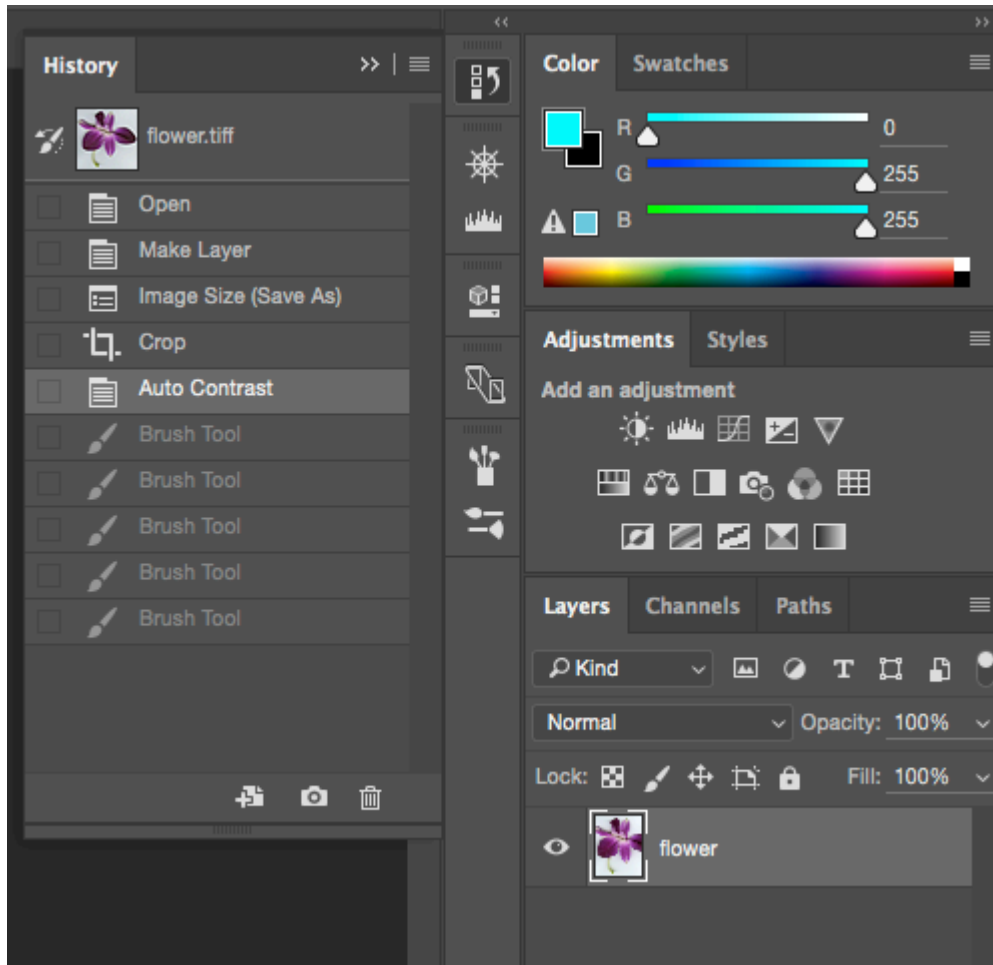 History
flower.tiff
Open
Make Layer
Image Size (Save As)
Crop
Auto Contrast
Brush Tool
Brush Tool
Brush Tool
Brush Tool
Brush Tool
Color Swatches
R 0
G 255
B 255
Adjustments Styles
Add an adjustment
Layers Channels Paths
Kind
Normal Opacity: 100%
Lock: Fill: 100%
flower